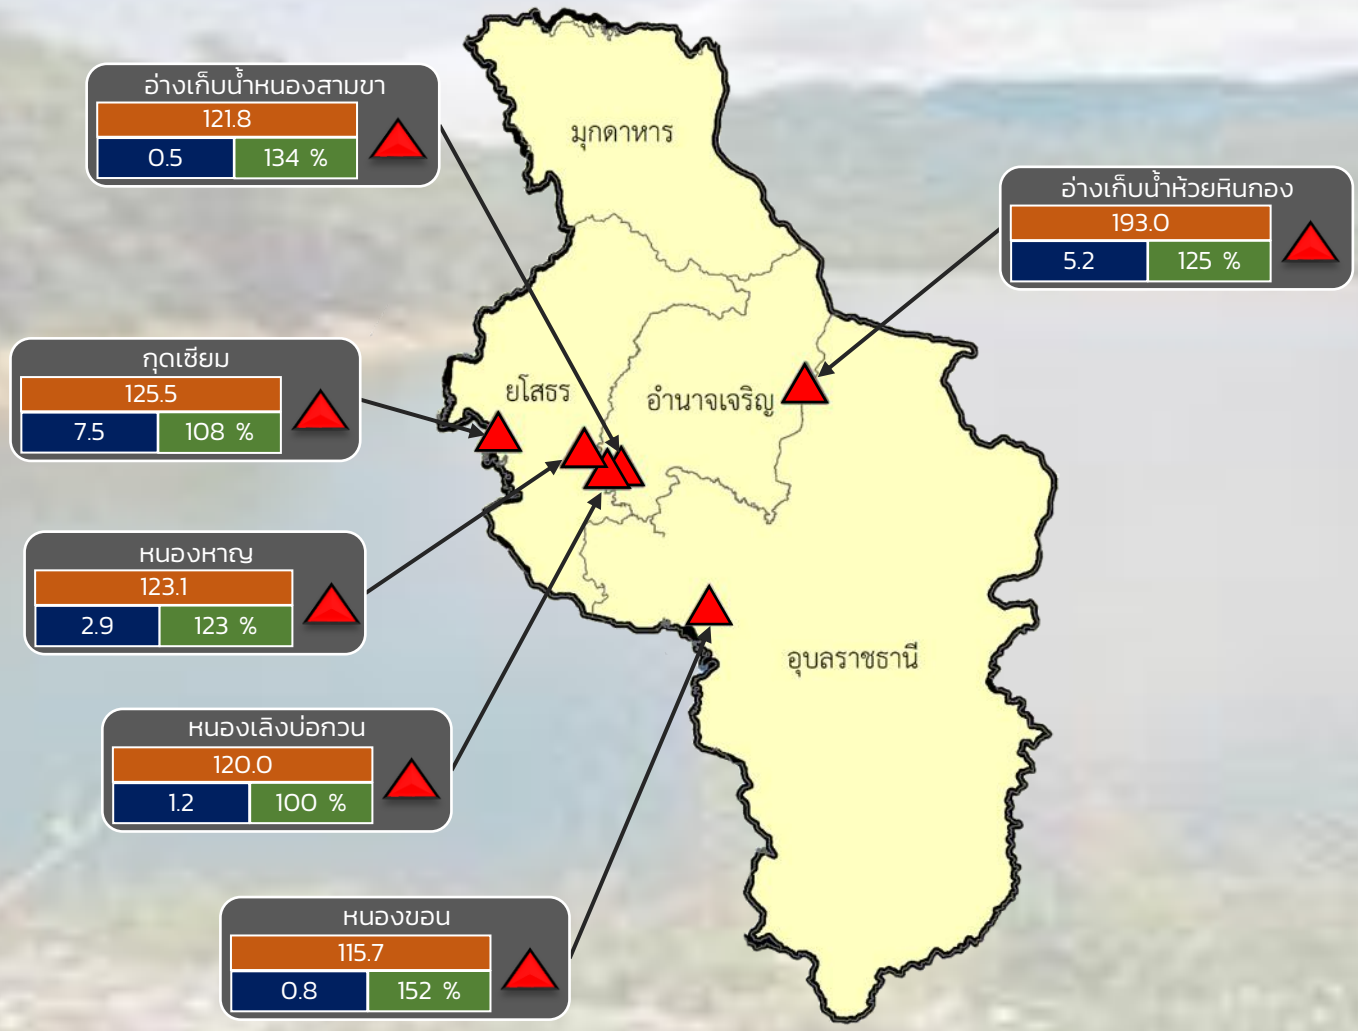 อ่างเก็บน้ำหนองสามขา
121.8
0.5 134 %
มุกดาหาร
อ่างเก็บน้ำห้วยหินกอง
193.0
5.2 125 %
กุดเซียม
125.5
7.5 108 %
ยโสธร
อำนาจเจริญ
หนองหาญ
123.1
2.9 123 %
อุบลราชธานี
หนองเลิงบ่อกวน
120.0
1.2 100 %
หนองขอน
115.7
0.8 152 %